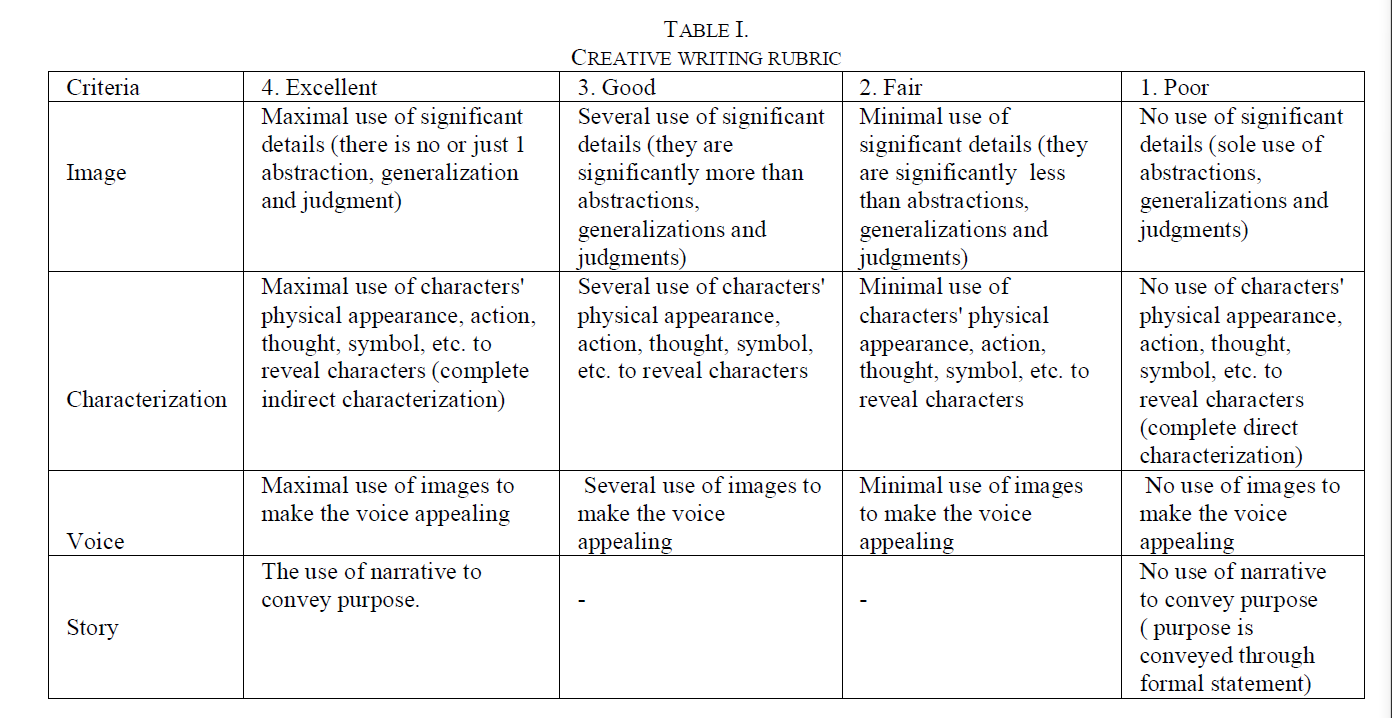 TABLE I.
CREATIVE WRITING RUBRIC
Criteria
4. Excellent
3. Good
2. Fair
1. Poor
Image
Maximal use of significant
details (there is no or just 1
abstraction, generalization
and judgment)
Several use of significant
details (they are
significantly more than
abstractions,
generalizations and
judgments)
Minimal use of
significant details (they
are significantly less
than abstractions,
generalizations and
judgments)
No use of significant
details (sole use of
abstractions,
generalizations and
judgments)
Characterization
Maximal use of characters'
physical appearance, action,
thought, symbol, etc. to
reveal characters (complete
indirect characterization)
Several use of characters'
physical appearance,
action, thought, symbol,
etc. to reveal characters
Minimal use of
characters' physical
appearance, action,
thought, symbol, etc. to
reveal characters
No use of characters'
physical appearance,
action, thought,
symbol, etc. to
reveal characters
(complete direct
characterization)
Voice
Maximal use of images to
make the voice appealing
Several use of images to
make the voice
appealing
Minimal use of images
to make the voice
appealing
No use of images to
make the voice
appealing
Story
The use of narrative to
convey purpose.
-
-
No use of narrative
to convey purpose
( purpose is
conveyed through
formal statement)